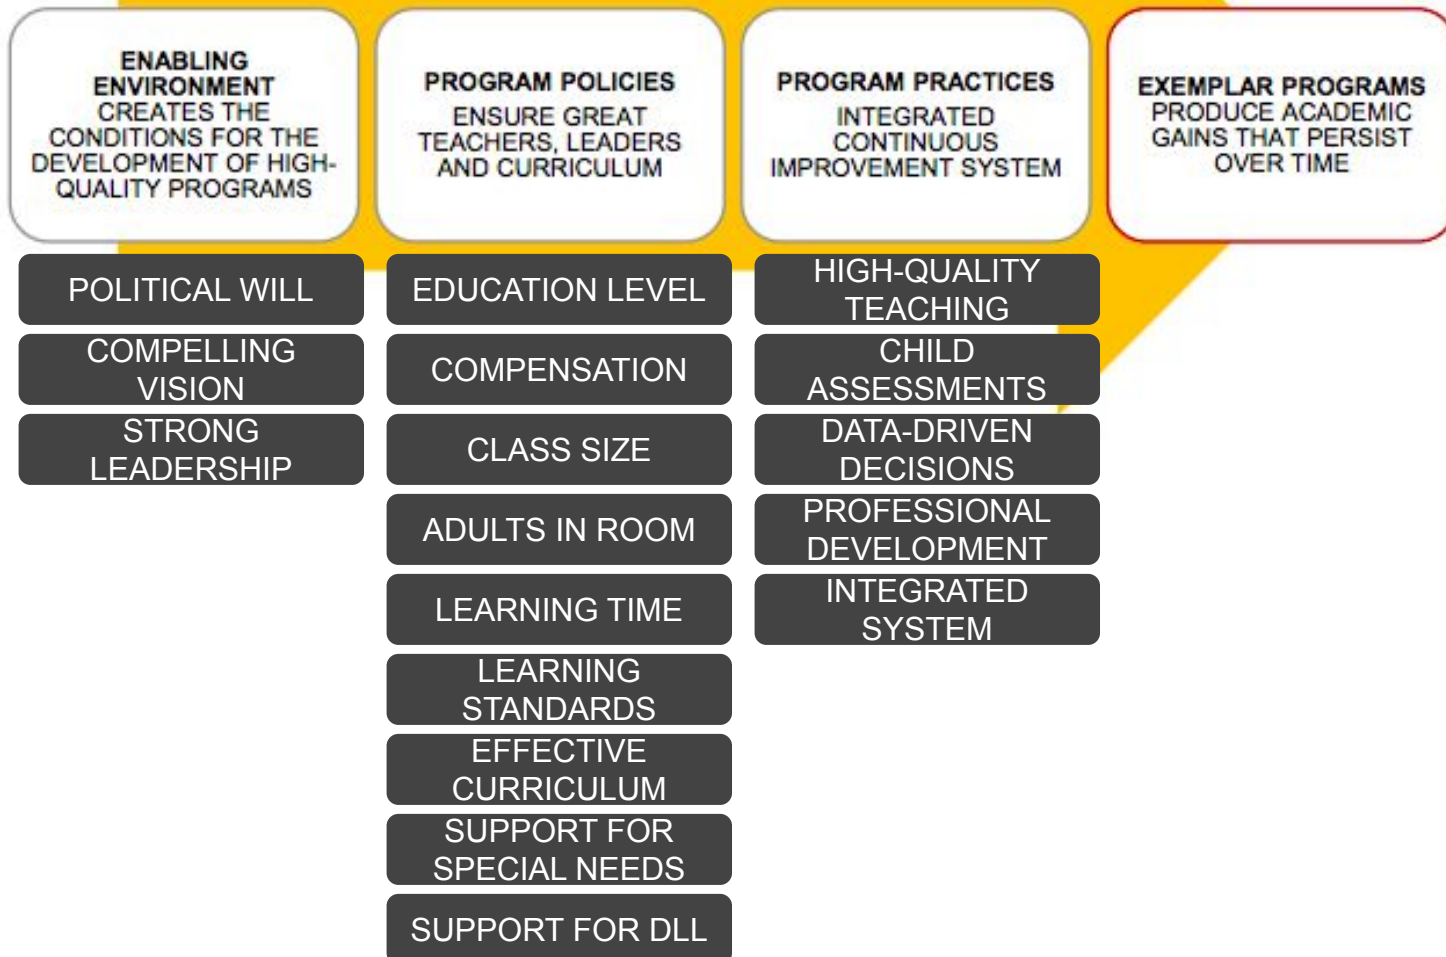 ENABLING
ENVIRONMENT
CREATES THE
CONDITIONS FOR THE
DEVELOPMENT OF HIGH-
QUALITY PROGRAMS
PROGRAM POLICIES
ENSURE GREAT
TEACHERS, LEADERS
AND CURRICULUM
PROGRAM PRACTICES
INTEGRATED
CONTINUOUS
IMPROVEMENT SYSTEM
EXEMPLAR PROGRAMS
PRODUCE ACADEMIC
GAINS THAT PERSIST
OVER TIME
POLITICAL WILL
COMPELLING
VISION
STRONG
LEADERSHIP
EDUCATION LEVEL
COMPENSATION
CLASS SIZE
ADULTS IN ROOM
LEARNING TIME
LEARNING
STANDARDS
EFFECTIVE
CURRICULUM
SUPPORT FOR
SPECIAL NEEDS
SUPPORT FOR DLL
HIGH-QUALITY
TEACHING
CHILD
ASSESSMENTS
DATA-DRIVEN
DECISIONS
PROFESSIONAL
DEVELOPMENT
INTEGRATED
SYSTEM